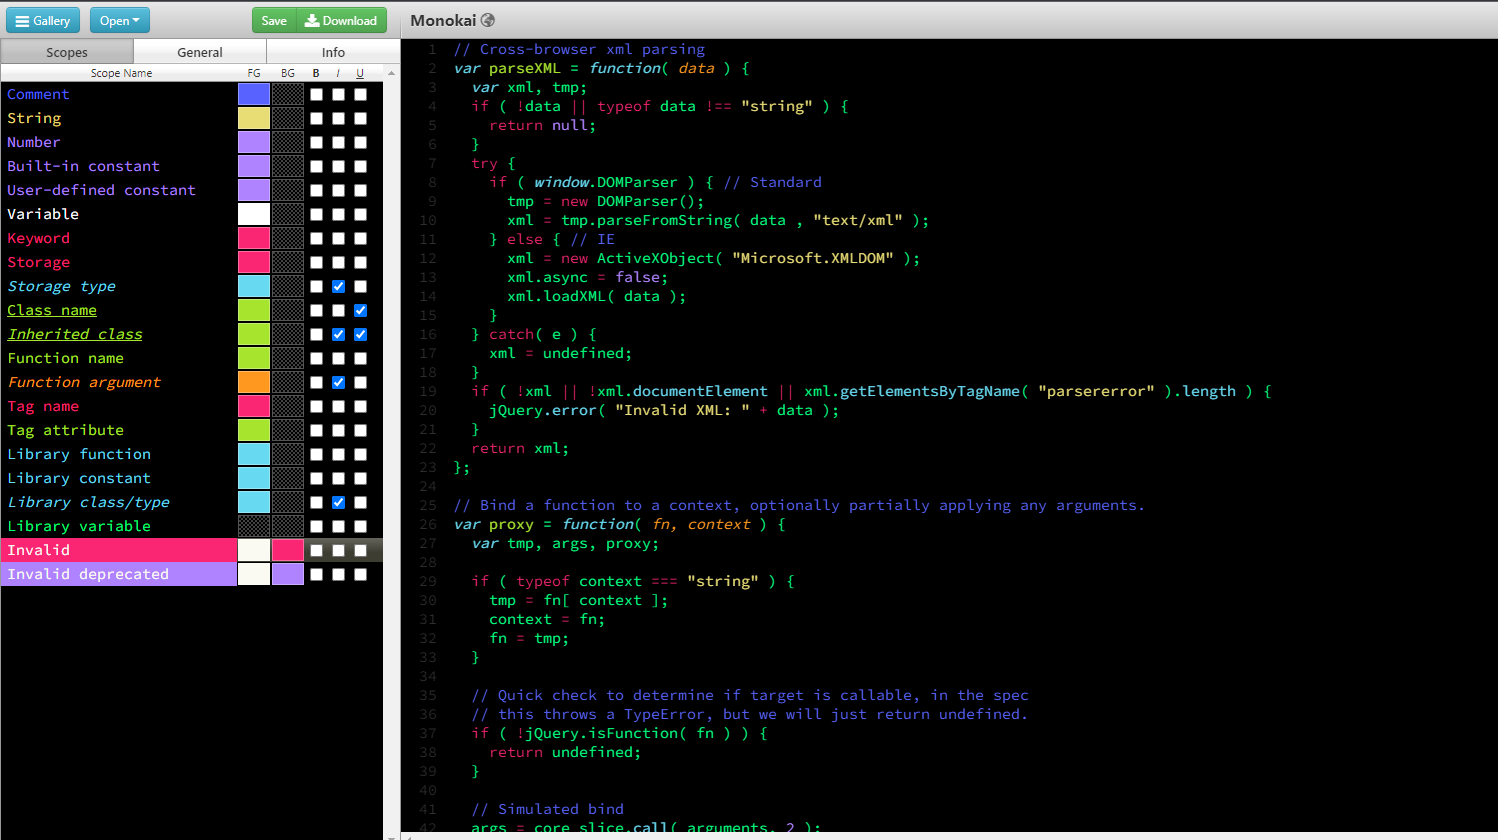 Gallery Open Save Download Monokai
Scopes General Info
Scope Name FG BG B I U
Comment
String
Number
Built-in constant
User-defined constant
Variable
Keyword
Storage
Storage type
Class name
Inherited class
Function name
Function argument
Tag name
Tag attribute
Library function
Library constant
Library class/type
Library variable
Invalid
Invalid deprecated
1 // Cross-browser xml parsing
2 var parseXML = function( data ) {
3 var xml, tmp;
4 if ( !data || typeof data !== "string" ) {
5 return null;
6 }
7 try {
8 if ( window.DOMParser ) { // Standard
9 tmp = new DOMParser();
10 xml = tmp.parseFromString( data , "text/xml" );
11 } else { // IE
12 xml = new ActiveXObject( "Microsoft.XMLDOM" );
13 xml.async = false;
14 xml.loadXML( data );
15 }
16 } catch( e ) {
17 xml = undefined;
18 }
19 if ( !xml || !xml.documentElement || xml.getElementsByTagName( "parsererror" ).length ) {
20 jQuery.error( "Invalid XML: " + data );
21 }
22 return xml;
23 };
24
25 // Bind a function to a context, optionally partially applying any arguments.
26 var proxy = function( fn, context ) {
27 var tmp, args, proxy;
28
29 if ( typeof context === "string" ) {
30 tmp = fn[ context ];
31 context = fn;
32 fn = tmp;
33 }
34
35 // Quick check to determine if target is callable, in the spec
36 // this throws a TypeError, but we will just return undefined.
37 if ( !jQuery.isFunction( fn ) ) {
38 return undefined;
39 }
40
41 // Simulated bind
42 args = core_slice.call( arguments, 2 );